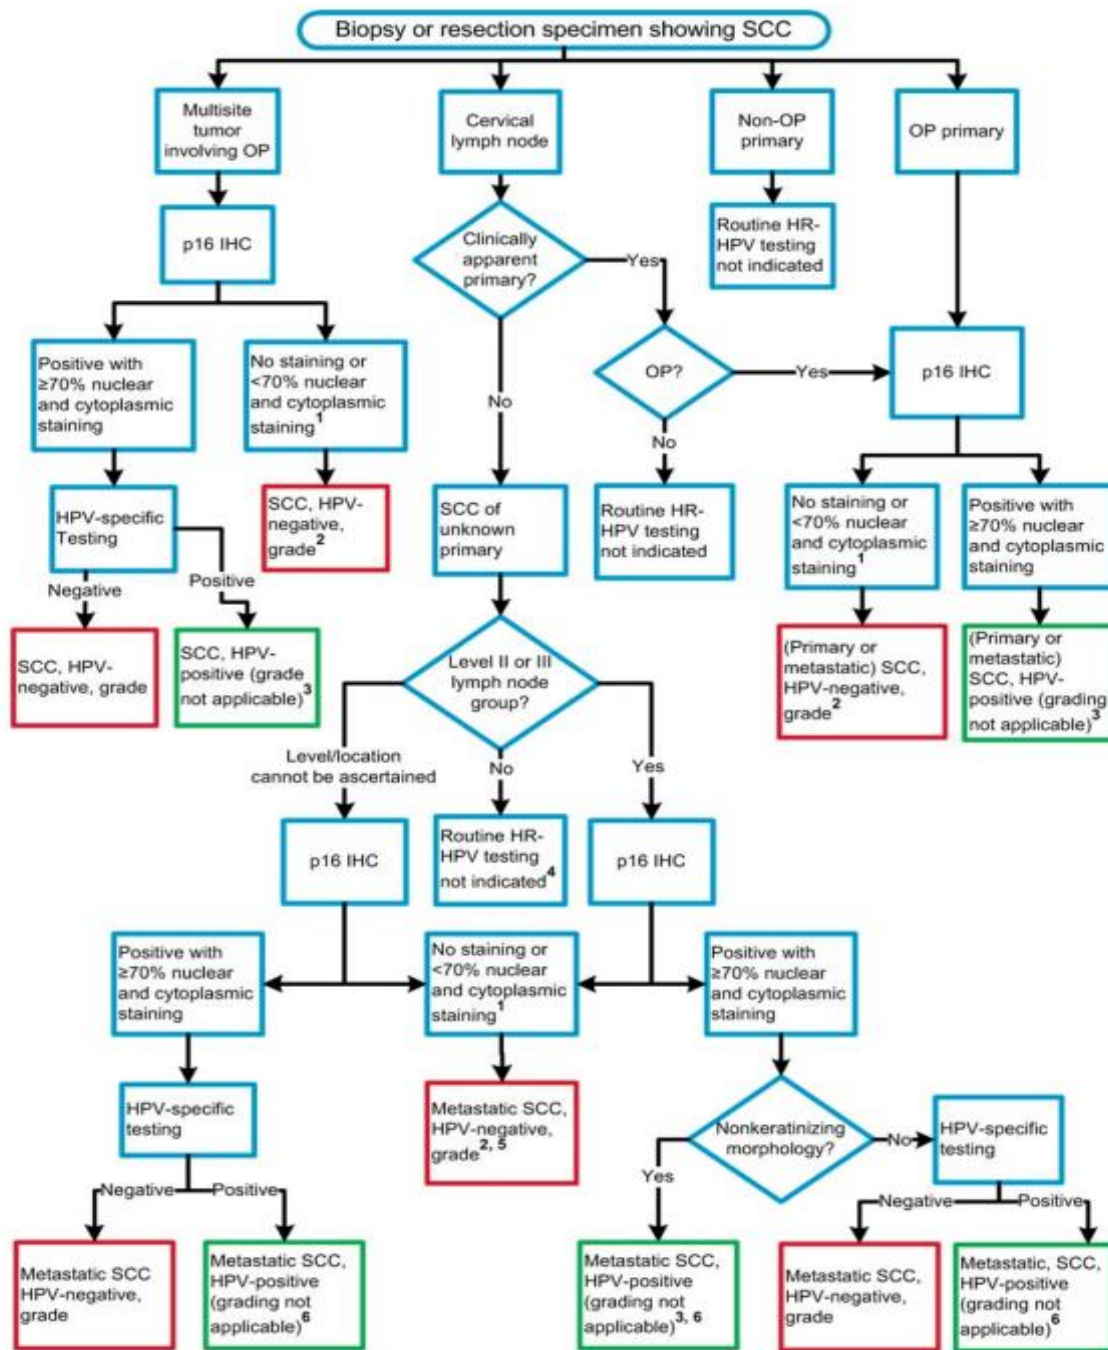 Biopsy or resection specimen showing SCC
Multisite
tumor
involving OP
Cervical
lymph node
Non-OP
primary
OP primary
p16 IHC
Clinically
apparent
primary?
Yes
Routine HR-
HPV testing
not indicated
Positive with
≥70% nuclear
and cytoplasmic
staining
No staining or
<70% nuclear
and cytoplasmic
staining1
No
OP?
Yes
p16 IHC
No
HPV-specific
Testing
SCC, HPV-
negative,
grade2
SCC of
unknown
primary
Routine HR-
HPV testing
not indicated
No staining or
<70% nuclear
and cytoplasmic
staining1
Positive with
≥70% nuclear
and cytoplasmic
staining
Negative
Positive
SCC, HPV-
negative, grade
SCC, HPV-
positive (grade
not applicable)3
Level II or III
lymph node
group?
(Primary or
metastatic) SCC,
HPV-negative,
grade2
(Primary or
metastatic)
SCC, HPV-
positive (grading
not applicable)3
Level/location
cannot be ascertained
No
Yes
p16 IHC
Routine HR-
HPV testing
not indicated4
p16 IHC
Positive with
≥70% nuclear
and cytoplasmic
staining
No staining or
<70% nuclear
and cytoplasmic
staining1
Positive with
≥70% nuclear
and cytoplasmic
staining
HPV-specific
testing
Metastatic SCC,
HPV-negative,
grade2, 5
Nonkeratinizing
morphology?
No
HPV-specific
testing
Yes
Negative
Positive
Negative
Positive
Metastatic SCC
HPV-negative,
grade
Metastatic SCC,
HPV-positive
(grading not
applicable)6
Metastatic SCC,
HPV-positive
(grading not
applicable)3, 6
Metastatic SCC,
HPV-negative,
grade
Metastatic, SCC,
HPV-positive
(grading not
applicable)6